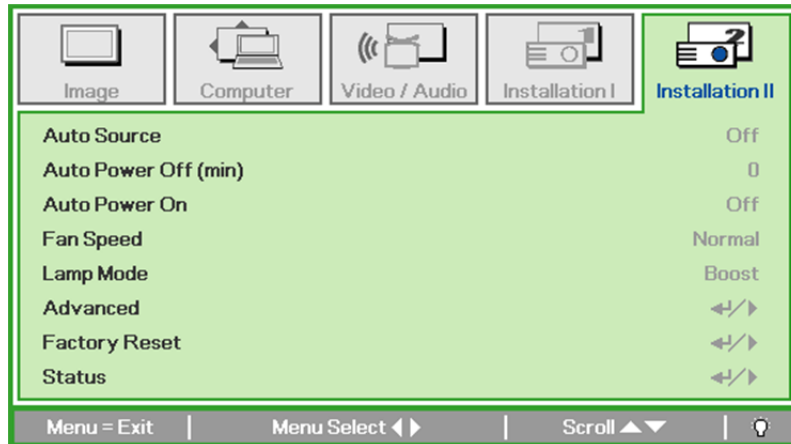 Image Computer Video / Audio Installation I Installation II
Auto Source Off
Auto Power Off (min) 0
Auto Power On Off
Fan Speed Normal
Lamp Mode Boost
Advanced
Factory Reset
Status
Menu = Exit Menu Select Scroll